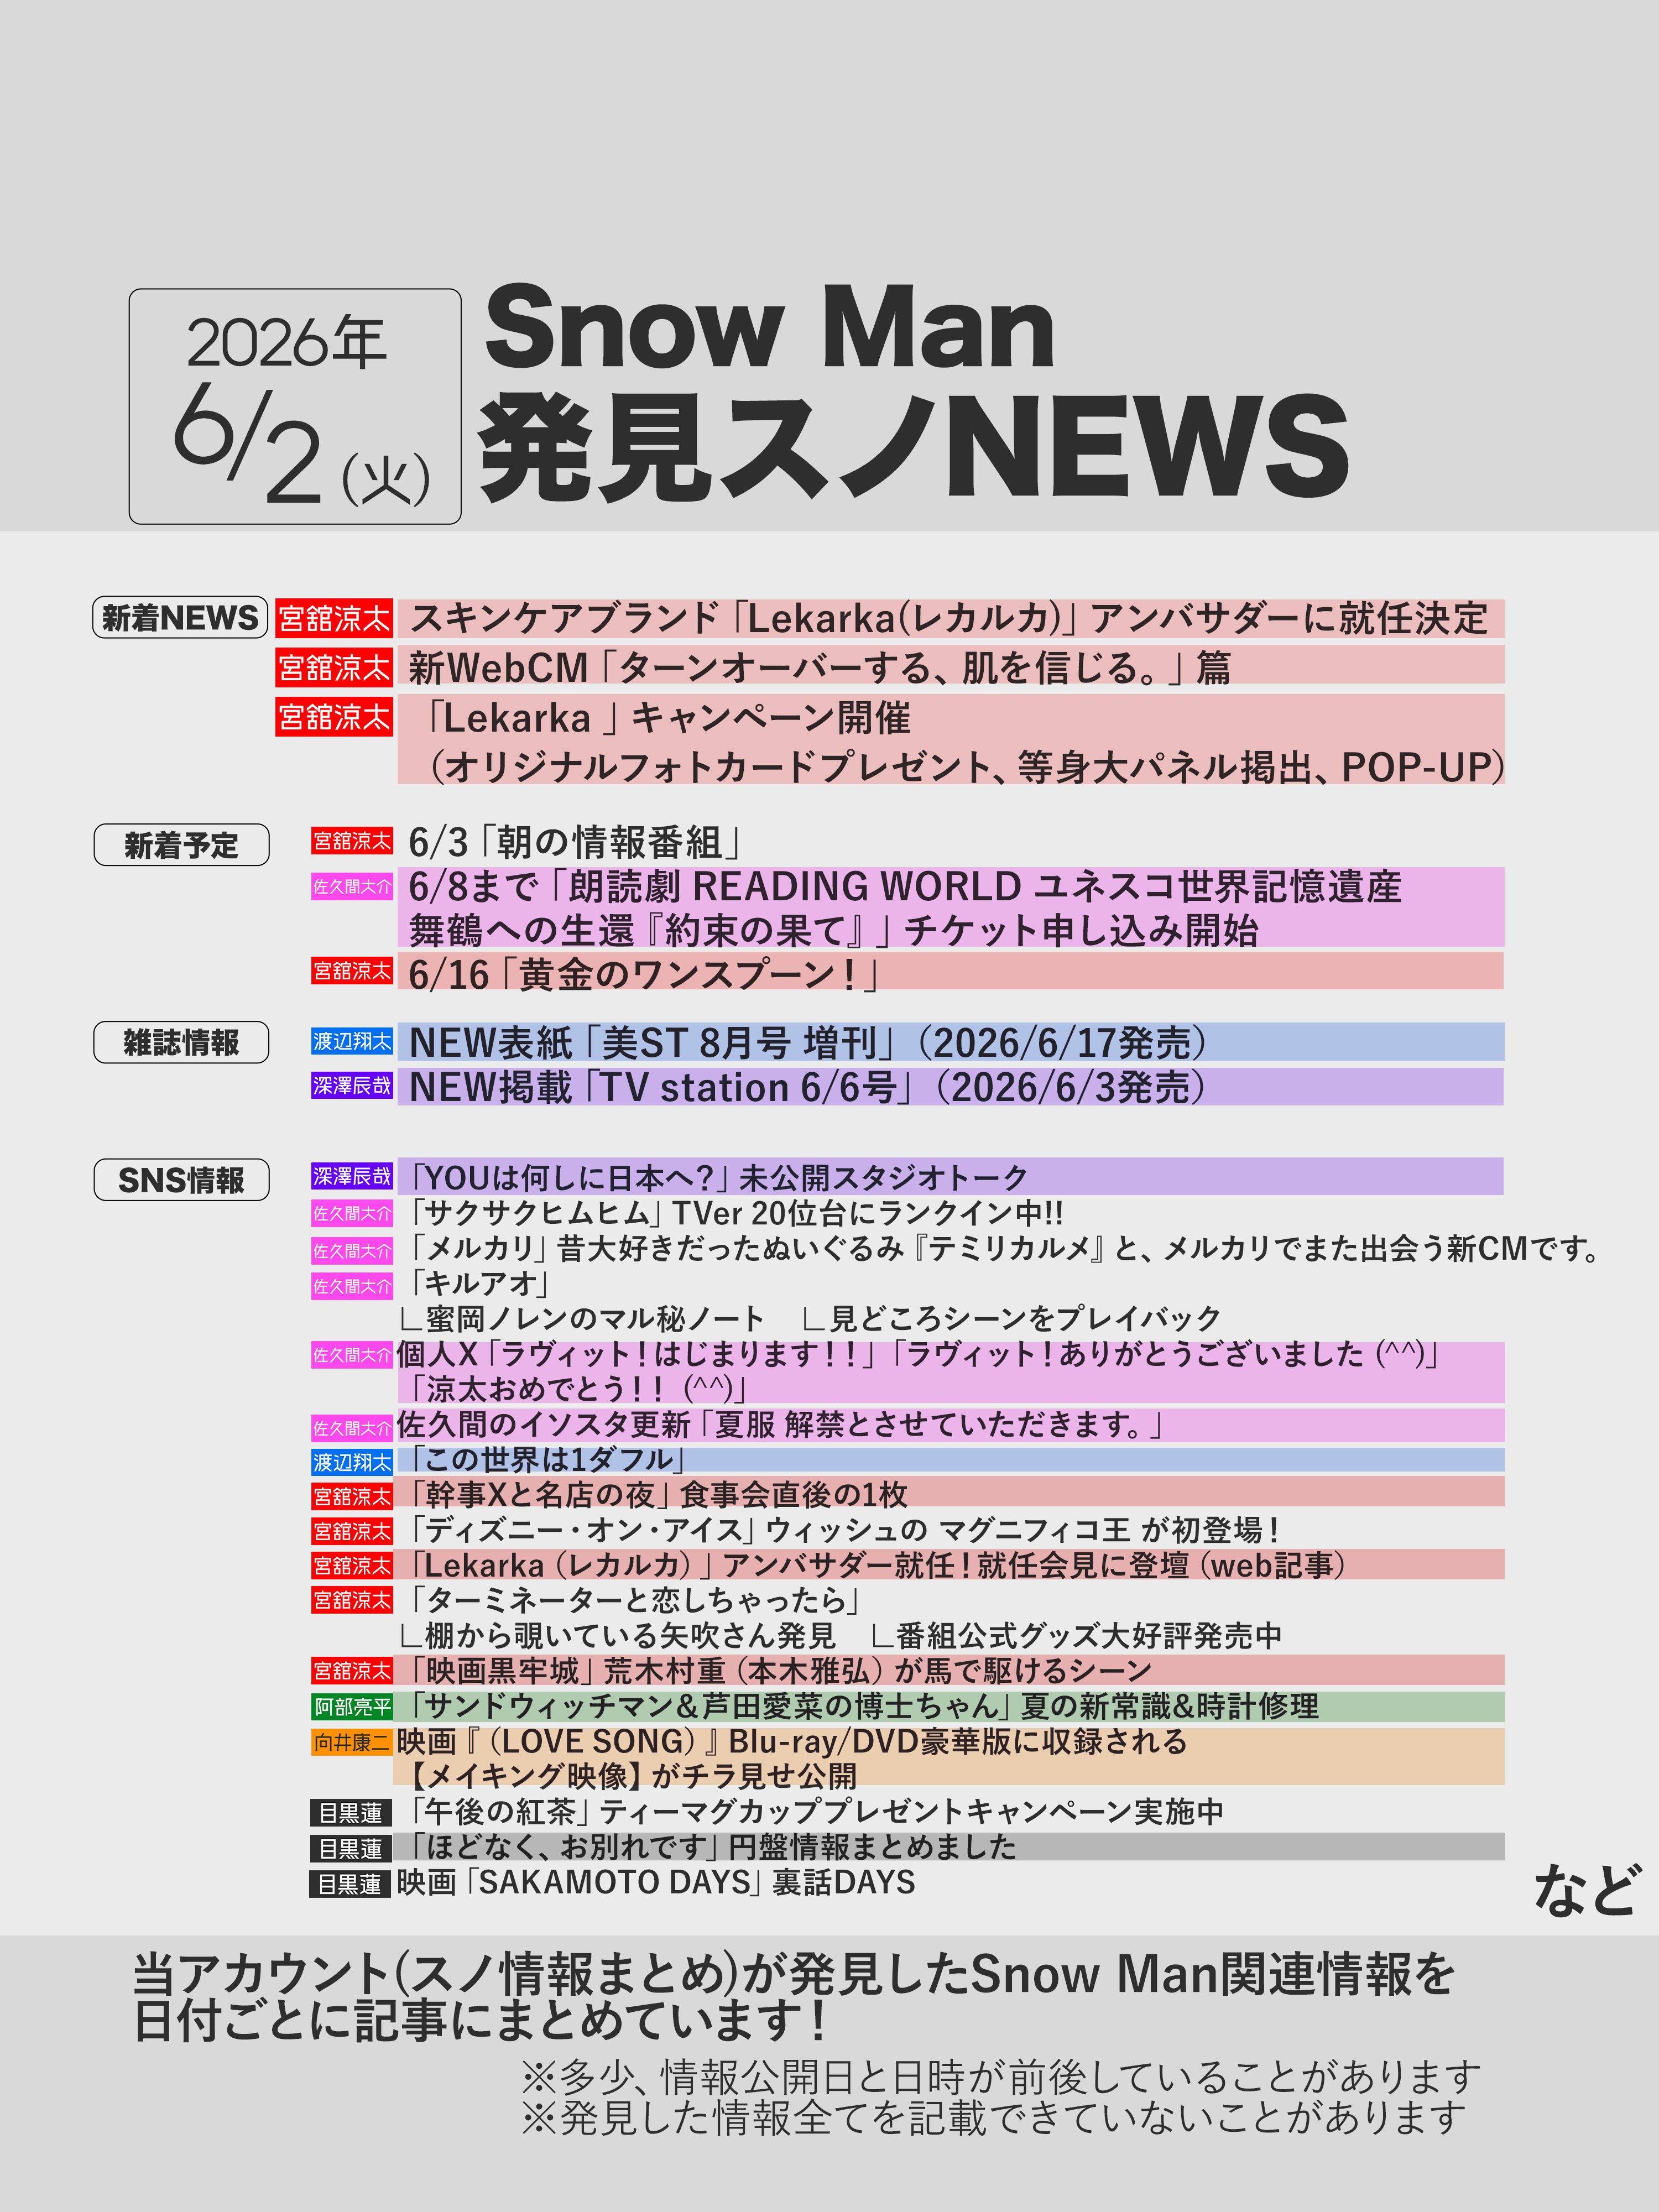 2026年
6/2(火)
Snow Man
発見スノNEWS
新着NEWS
宮舘涼太 スキンケアブランド「Lekarka(レカルカ)」アンバサダーに就任決定
宮舘涼太 新WebCM「ターンオーバーする、肌を信じる。」篇
宮舘涼太 「Lekarka 」キャンペーン開催
（オリジナルフォトカードプレゼント、等身大パネル掲出、POP-UP）
新着予定
宮舘涼太 6/3「朝の情報番組」
佐久間大介 6/8まで「朗読劇 READING WORLD ユネスコ世界記憶遺産
舞鶴への生還『約束の果て』」チケット申し込み開始
宮舘涼太 6/16「黄金のワンスプーン！」
雑誌情報
渡辺翔太 NEW表紙「美ST 8月号 増刊」（2026/6/17発売）
深澤辰哉 NEW掲載「TV station 6/6号」（2026/6/3発売）
SNS情報
深澤辰哉 「YOUは何しに日本へ？」未公開スタジオトーク
佐久間大介 「サクサクヒムヒム」TVer 20位台にランクイン中!!
佐久間大介 「メルカリ」昔大好きだったぬいぐるみ『テミリカルメ』と、メルカリでまた出会う新CMです。
佐久間大介 「キルアオ」
∟蜜岡ノレンのマル秘ノート　∟見どころシーンをプレイバック
佐久間大介 個人X「ラヴィット！はじまります！！」「ラヴィット！ありがとうございました（^^）」
「涼太おめでとう！！（^^）」
佐久間大介 佐久間のイソスタ更新「夏服 解禁とさせていただきます。」
渡辺翔太 「この世界は1ダフル」
宮舘涼太 「幹事Xと名店の夜」食事会直後の1枚
宮舘涼太 「ディズニー・オン・アイス」ウィッシュの マグニフィコ王 が初登場！
宮舘涼太 「Lekarka（レカルカ）」アンバサダー就任！就任会見に登壇（web記事）
宮舘涼太 「ターミネーターと恋しちゃったら」
∟棚から覗いている矢吹さん発見　∟番組公式グッズ大好評発売中
宮舘涼太 「映画黒牢城」荒木村重（本木雅弘）が馬で駆けるシーン
阿部亮平 「サンドウィッチマン＆芦田愛菜の博士ちゃん」夏の新常識&時計修理
向井康二 映画『（LOVE SONG）』Blu-ray/DVD豪華版に収録される
【メイキング映像】がチラ見せ公開
目黒蓮 「午後の紅茶」ティーマグカッププレゼントキャンペーン実施中
目黒蓮 「ほどなく、お別れです」円盤情報まとめました
目黒蓮 映画「SAKAMOTO DAYS」裏話DAYS
など
当アカウント(スノ情報まとめ)が発見したSnow Man関連情報を
日付ごとに記事にまとめています！
※多少、情報公開日と日時が前後していることがあります
※発見した情報全てを記載できていないことがあります